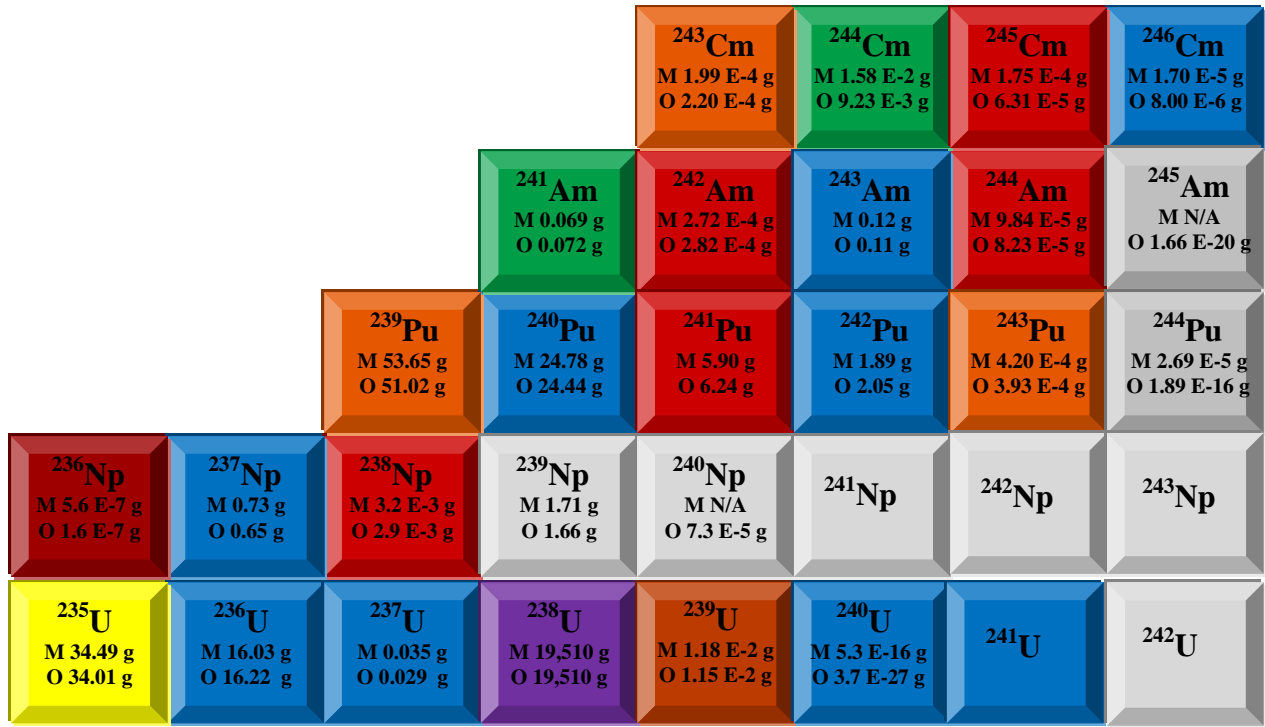 ²⁴³Cm
M 1.99 E-4 g
O 2.20 E-4 g
²⁴⁴Cm
M 1.58 E-2 g
O 9.23 E-3 g
²⁴⁵Cm
M 1.75 E-4 g
O 6.31 E-5 g
²⁴⁶Cm
M 1.70 E-5 g
O 8.00 E-6 g
²⁴¹Am
M 0.069 g
O 0.072 g
²⁴²Am
M 2.72 E-4 g
O 2.82 E-4 g
²⁴³Am
M 0.12 g
O 0.11 g
²⁴⁴Am
M 9.84 E-5 g
O 8.23 E-5 g
²⁴⁵Am
M N/A
O 1.66 E-20 g
²³⁹Pu
M 53.65 g
O 51.02 g
²⁴⁰Pu
M 24.78 g
O 24.44 g
²⁴¹Pu
M 5.90 g
O 6.24 g
²⁴²Pu
M 1.89 g
O 2.05 g
²⁴³Pu
M 4.20 E-4 g
O 3.93 E-4 g
²⁴⁴Pu
M 2.69 E-5 g
O 1.89 E-16 g
²³⁶Np
M 5.6 E-7 g
O 1.6 E-7 g
²³⁷Np
M 0.73 g
O 0.65 g
²³⁸Np
M 3.2 E-3 g
O 2.9 E-3 g
²³⁹Np
M 1.71 g
O 1.66 g
²⁴⁰Np
M N/A
O 7.3 E-5 g
²⁴¹Np
²⁴²Np
²⁴³Np
²³⁵U
M 34.49 g
O 34.01 g
²³⁶U
M 16.03 g
O 16.22 g
²³⁷U
M 0.035 g
O 0.029 g
²³⁸U
M 19,510 g
O 19,510 g
²³⁹U
M 1.18 E-2 g
O 1.15 E-2 g
²⁴⁰U
M 5.3 E-16 g
O 3.7 E-27 g
²⁴¹U
²⁴²U